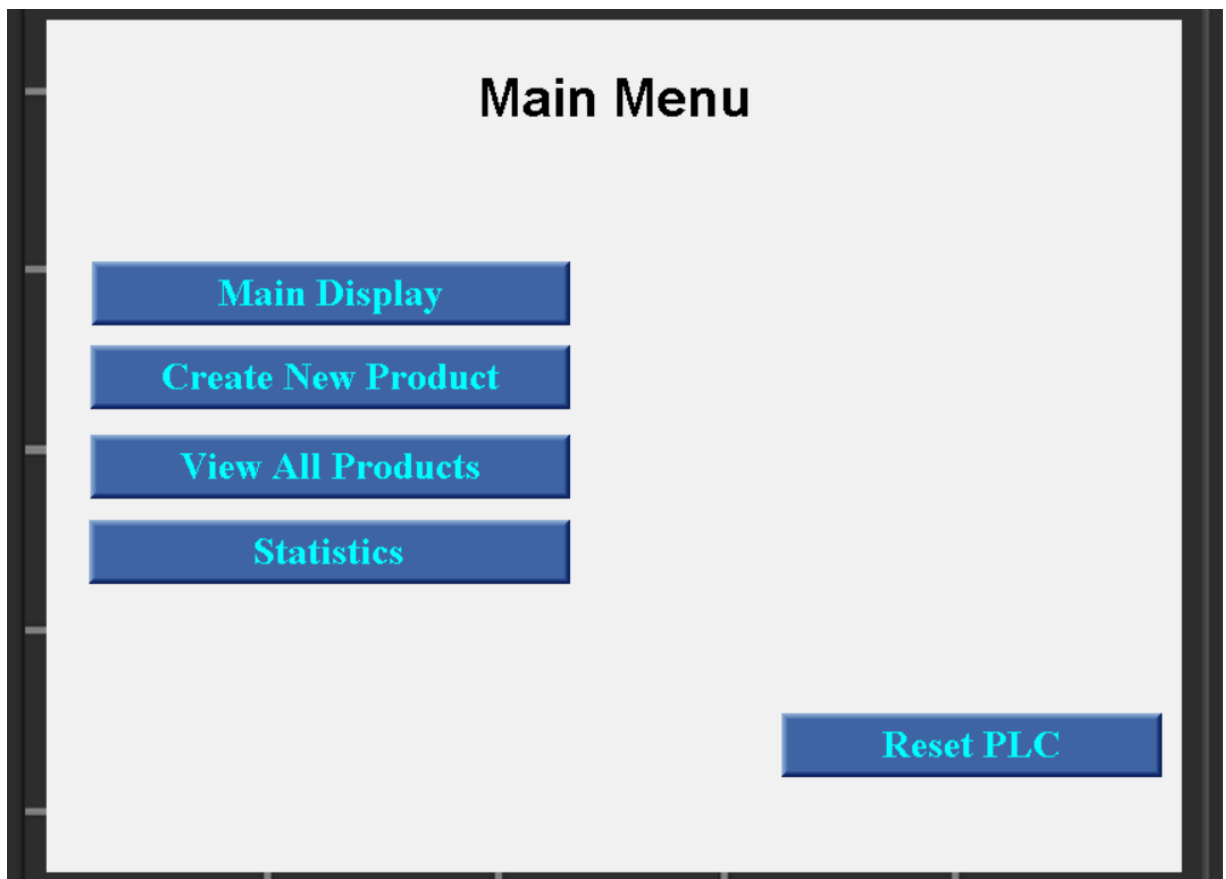 Main Menu
Main Display
Create New Product
View All Products
Statistics
Reset PLC